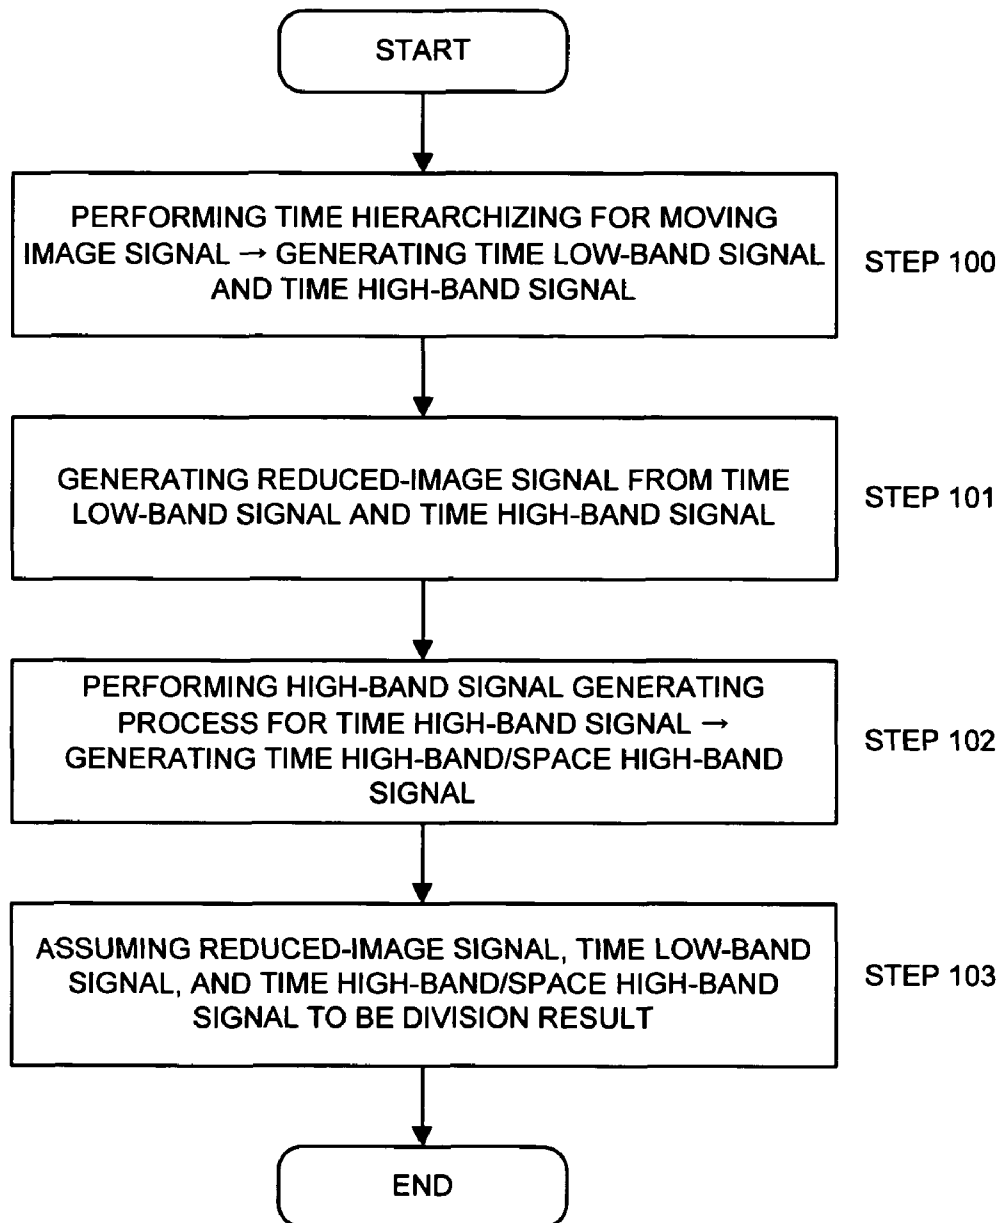 START
PERFORMING TIME HIERARCHIZING FOR MOVING
IMAGE SIGNAL → GENERATING TIME LOW-BAND SIGNAL
AND TIME HIGH-BAND SIGNAL
STEP 100
GENERATING REDUCED-IMAGE SIGNAL FROM TIME
LOW-BAND SIGNAL AND TIME HIGH-BAND SIGNAL
STEP 101
PERFORMING HIGH-BAND SIGNAL GENERATING
PROCESS FOR TIME HIGH-BAND SIGNAL →
GENERATING TIME HIGH-BAND/SPACE HIGH-BAND
SIGNAL
STEP 102
ASSUMING REDUCED-IMAGE SIGNAL, TIME LOW-BAND
SIGNAL, AND TIME HIGH-BAND/SPACE HIGH-BAND
SIGNAL TO BE DIVISION RESULT
STEP 103
END